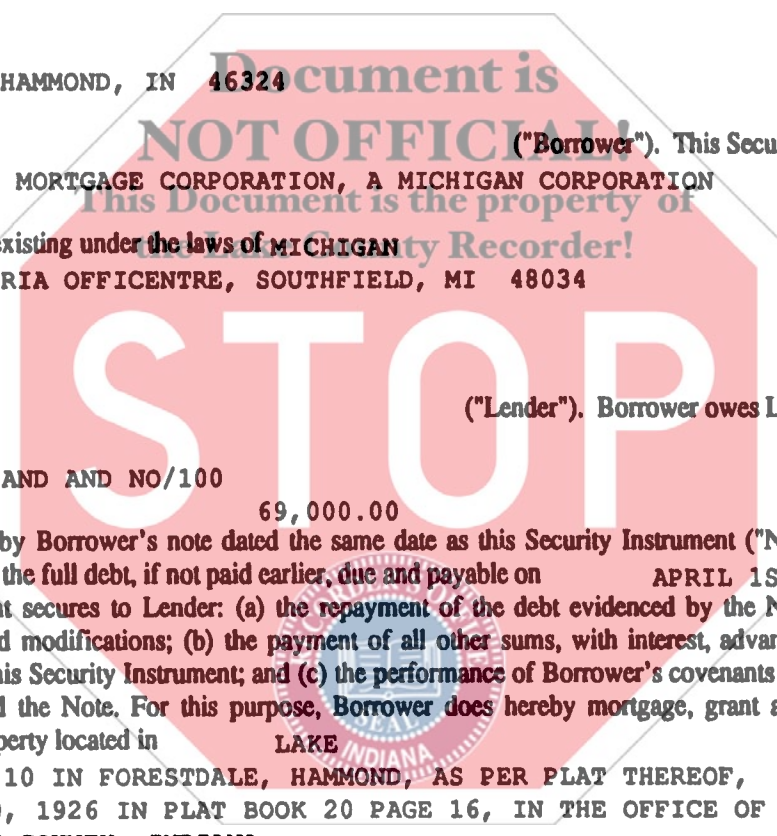 Document is
HAMMOND, IN 46324
NOT OFFICIAL!
("Borrower"). This Secu
MORTGAGE CORPORATION, A MICHIGAN CORPORATION
This Document is the property of
existing under the laws of MICHIGAN
the Lake County Recorder!
RIA OFFICENTRE, SOUTHFIELD, MI 48034
STOP
("Lender"). Borrower owes L
AND AND NO/100
69,000.00
by Borrower's note dated the same date as this Security Instrument ("N
the full debt, if not paid earlier, due and payable on APRIL 1S
t secures to Lender: (a) the repayment of the debt evidenced by the N
d modifications; (b) the payment of all other sums, with interest, advan
his Security Instrument; and (c) the performance of Borrower's covenants
d the Note. For this purpose, Borrower does hereby mortgage, grant a
perty located in LAKE
RECORDER'S OFFICE
SEAL
INDIANA
10 IN FORESTDALE, HAMMOND, AS PER PLAT THEREOF,
, 1926 IN PLAT BOOK 20 PAGE 16, IN THE OFFICE OF